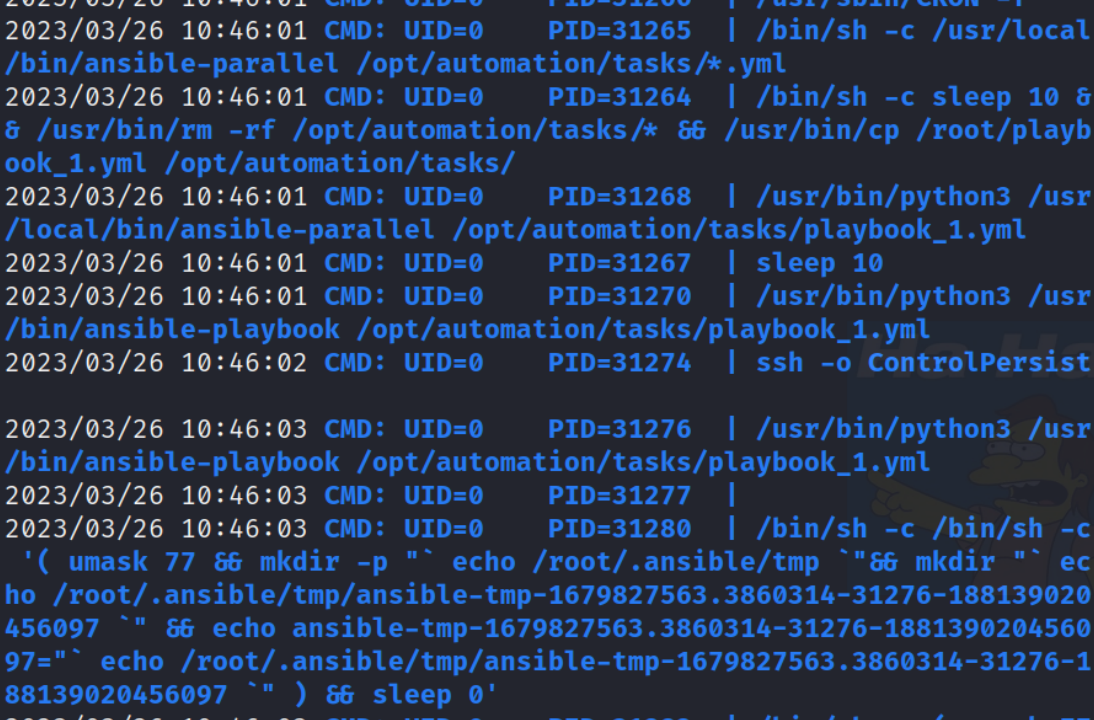 2023/03/26 10:46:01 CMD: UID=0    PID=31265  | /bin/sh -c /usr/local
/bin/ansible-parallel /opt/automation/tasks/*.yml
2023/03/26 10:46:01 CMD: UID=0    PID=31264  | /bin/sh -c sleep 10 &
& /usr/bin/rm -rf /opt/automation/tasks/* && /usr/bin/cp /root/playb
ook_1.yml /opt/automation/tasks/
2023/03/26 10:46:01 CMD: UID=0    PID=31268  | /usr/bin/python3 /usr
/local/bin/ansible-parallel /opt/automation/tasks/playbook_1.yml
2023/03/26 10:46:01 CMD: UID=0    PID=31267  | sleep 10
2023/03/26 10:46:01 CMD: UID=0    PID=31270  | /usr/bin/python3 /usr
/bin/ansible-playbook /opt/automation/tasks/playbook_1.yml
2023/03/26 10:46:02 CMD: UID=0    PID=31274  | ssh -o ControlPersist
2023/03/26 10:46:03 CMD: UID=0    PID=31276  | /usr/bin/python3 /usr
/bin/ansible-playbook /opt/automation/tasks/playbook_1.yml
2023/03/26 10:46:03 CMD: UID=0    PID=31277  |
2023/03/26 10:46:03 CMD: UID=0    PID=31280  | /bin/sh -c /bin/sh -c
 '( umask 77 && mkdir -p "` echo /root/.ansible/tmp `"&& mkdir "` ec
ho /root/.ansible/tmp/ansible-tmp-1679827563.3860314-31276-188139020
456097 `" && echo ansible-tmp-1679827563.3860314-31276-1881390204560
97="` echo /root/.ansible/tmp/ansible-tmp-1679827563.3860314-31276-1
88139020456097 `" ) && sleep 0'